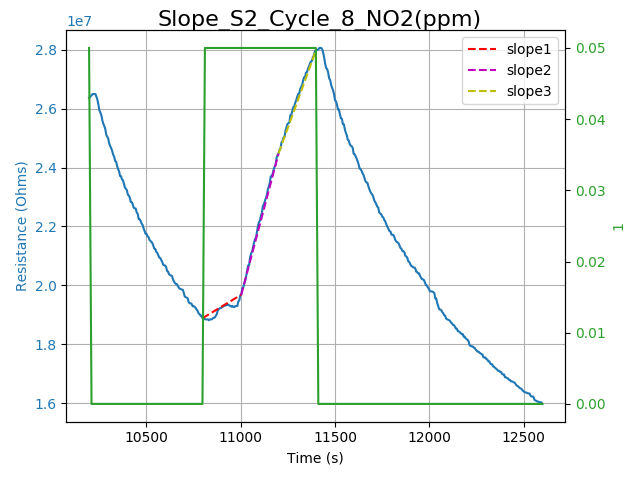 Slope_S2_Cycle_8_NO2(ppm)
1e7
2.8
2.6
2.4
2.2
2.0
1.8
1.6
Resistance (Ohms)
slope1
slope2
slope3
0.05
0.04
0.03
0.02
0.01
0.00
1
10500
11000
11500
12000
12500
Time (s)